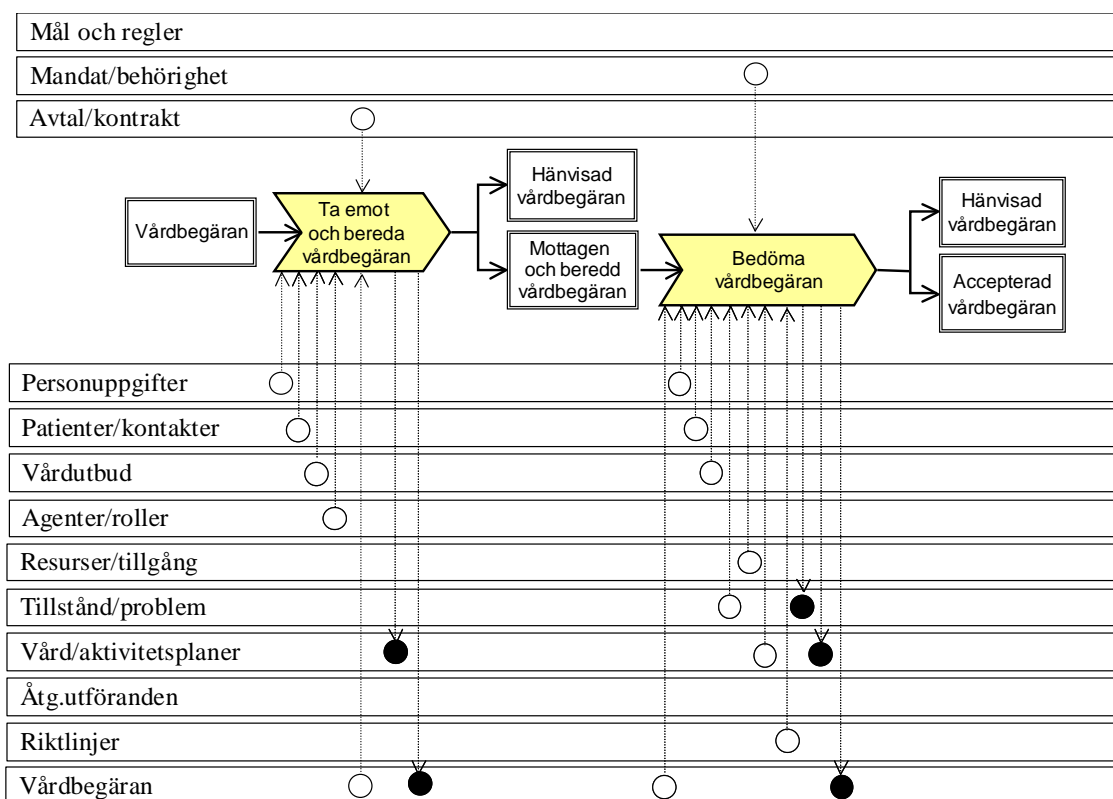 Mål och regler
Mandat/behörighet
Avtal/kontrakt
Vårdbegäran
Ta emot
och bereda
vårdbegäran
Hänvisad
vårdbegäran
Mottagen
och beredd
vårdbegäran
Bedöma
vårdbegäran
Hänvisad
vårdbegäran
Accepterad
vårdbegäran
Personuppgifter
Patienter/kontakter
Vårdutbud
Agenter/roller
Resurser/tillgång
Tillstånd/problem
Vård/aktivitetsplaner
Åtg.utföranden
Riktlinjer
Vårdbegäran